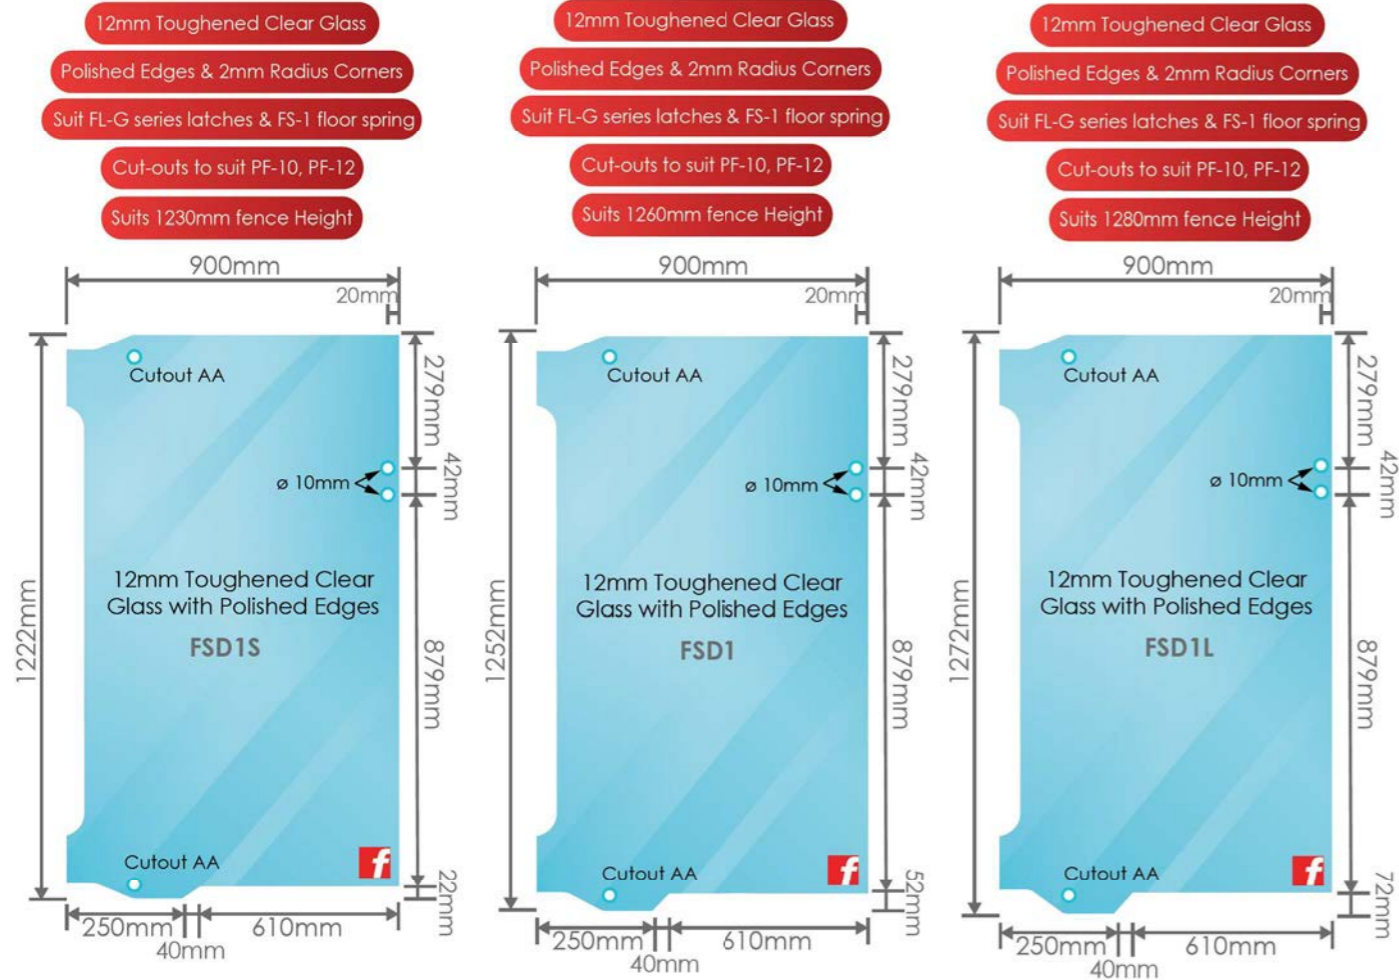 12mm Toughened Clear Glass
Polished Edges & 2mm Radius Corners
Suit FL-G series latches & FS-1 floor spring
Cut-outs to suit PF-10, PF-12
Suits 1230mm fence Height
900mm
20mm
279mm
Cutout AA
42mm
ø 10mm
12mm Toughened Clear
Glass with Polished Edges
FSD1S
1222mm
879mm
Cutout AA
f
22mm
250mm
610mm
40mm
12mm Toughened Clear Glass
Polished Edges & 2mm Radius Corners
Suit FL-G series latches & FS-1 floor spring
Cut-outs to suit PF-10, PF-12
Suits 1260mm fence Height
900mm
20mm
279mm
Cutout AA
42mm
ø 10mm
12mm Toughened Clear
Glass with Polished Edges
FSD1
1252mm
879mm
Cutout AA
f
52mm
250mm
610mm
40mm
12mm Toughened Clear Glass
Polished Edges & 2mm Radius Corners
Suit FL-G series latches & FS-1 floor spring
Cut-outs to suit PF-10, PF-12
Suits 1280mm fence Height
900mm
20mm
279mm
Cutout AA
42mm
ø 10mm
12mm Toughened Clear
Glass with Polished Edges
FSD1L
1272mm
879mm
Cutout AA
f
72mm
250mm
610mm
40mm